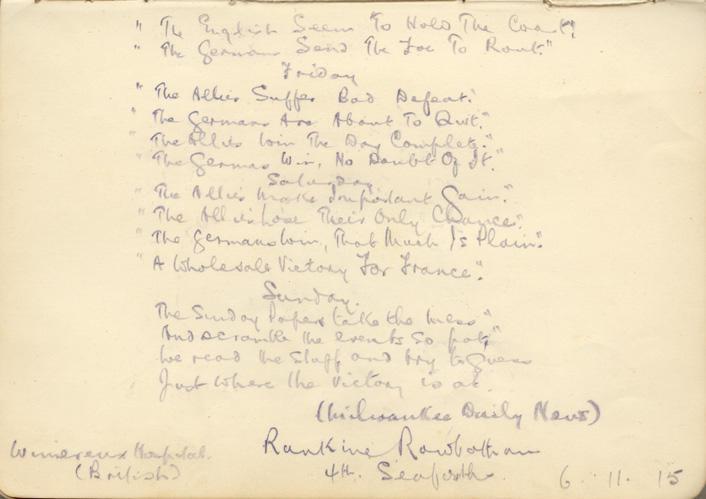 " The English Seem To Hold The Coast".
" The Germans Send The Foe To Rout."
Friday
" The Allies Suffer Bad Defeat."
" The Germans Are About To Quit."
" The Allies Win The Day Complete."
" The Germans Win, No Doubt Of It."
Saturday
" The Allies Make Important Gain."
" The Allies Lose Their Only Chance."
" The Germans Win, That Much Is Plain."
" A Wholesale Victory For France".
Sunday.
The Sunday Papers take the mess"
And scramble the events so pat,"
We read the Stuff and try to guess
Just where the Victory is at.
(Milwaukee Daily News)
Rankine Rowbotham
Wimereux Hospital.
(British)
4th. Seaforths
6. 11. 15